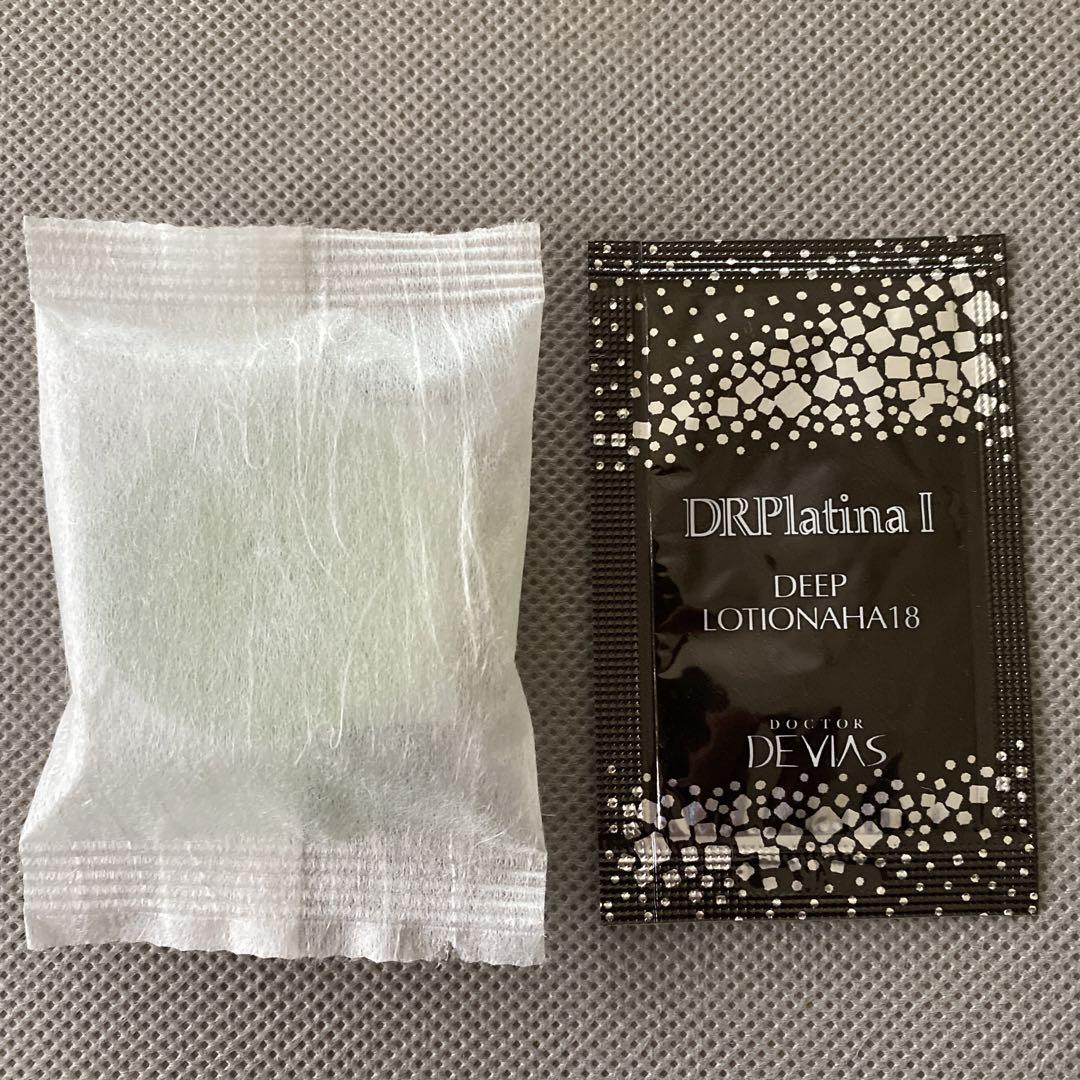 DRPlatina I
DEEP
LOTIONAHA18
DOCTOR
DEVIAS